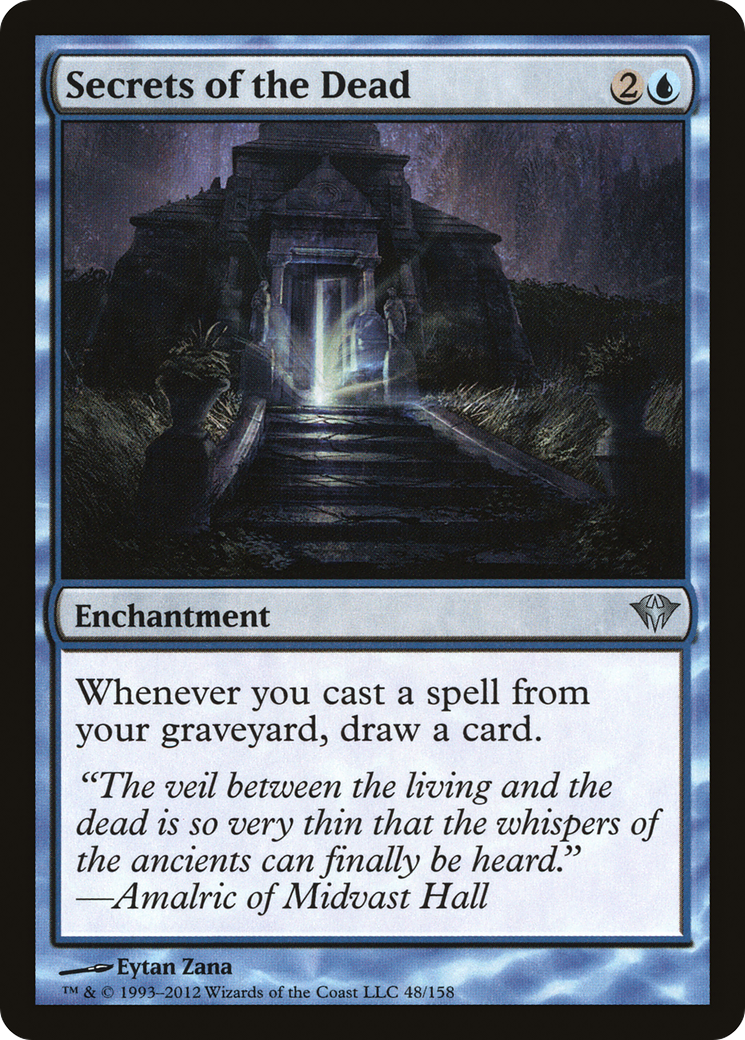 Secrets of the Dead
2
Enchantment
Whenever you cast a spell from
your graveyard, draw a card.
“The veil between the living and the
dead is so very thin that the whispers of
the ancients can finally be heard.”
—Amalric of Midvast Hall
Eytan Zana
™ & © 1993–2012 Wizards of the Coast LLC 48/158